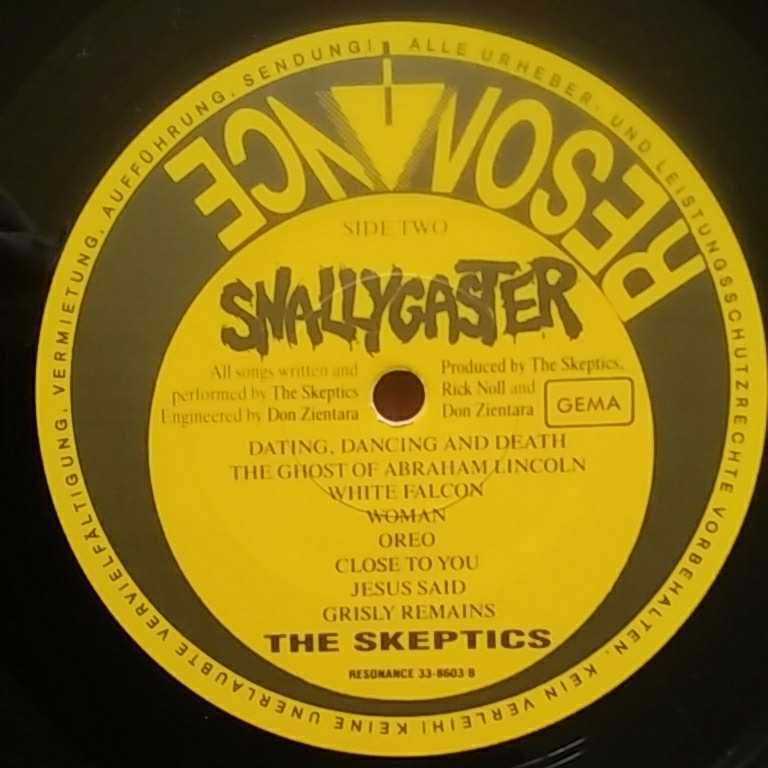 ALLE URHEBER- UND LEISTUNGSSCHUTZRECHTE VORBEHALTEN. KEIN VERLEIH! KEINE UNERLAUBTE VERVIELFÄLTIGUNG, VERMIETUNG, AUFFÜHRUNG, SENDUNG!
RESONANCE
SIDE TWO
SNALLYGASTER
All songs written and
performed by The Skeptics
Engineered by Don Zientara
Produced by The Skeptics,
Rick Noll and
Don Zientara
GEMA
DATING, DANCING AND DEATH
THE GHOST OF ABRAHAM LINCOLN
WHITE FALCON
WOMAN
OREO
CLOSE TO YOU
JESUS SAID
GRISLY REMAINS
THE SKEPTICS
RESONANCE 33-8603 B